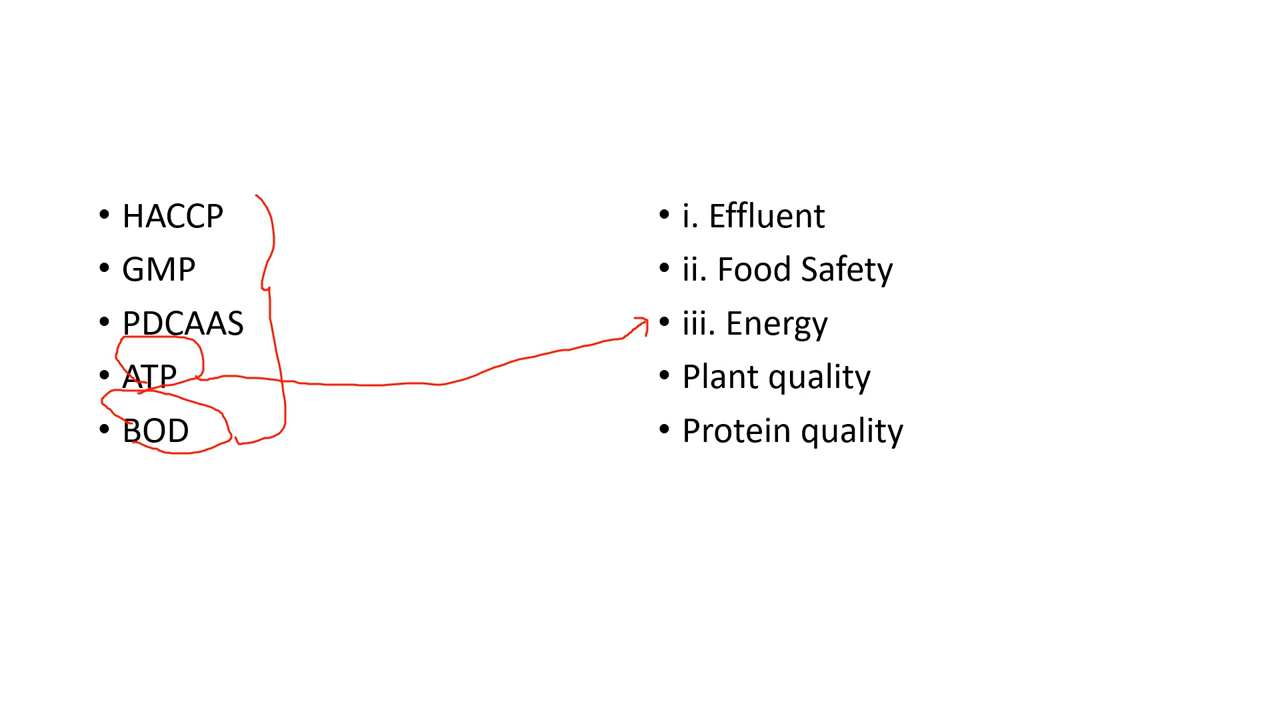 • HACCP
• GMP
• PDCAAS
• ATP
• BOD
• i. Effluent
• ii. Food Safety
• iii. Energy
• Plant quality
• Protein quality